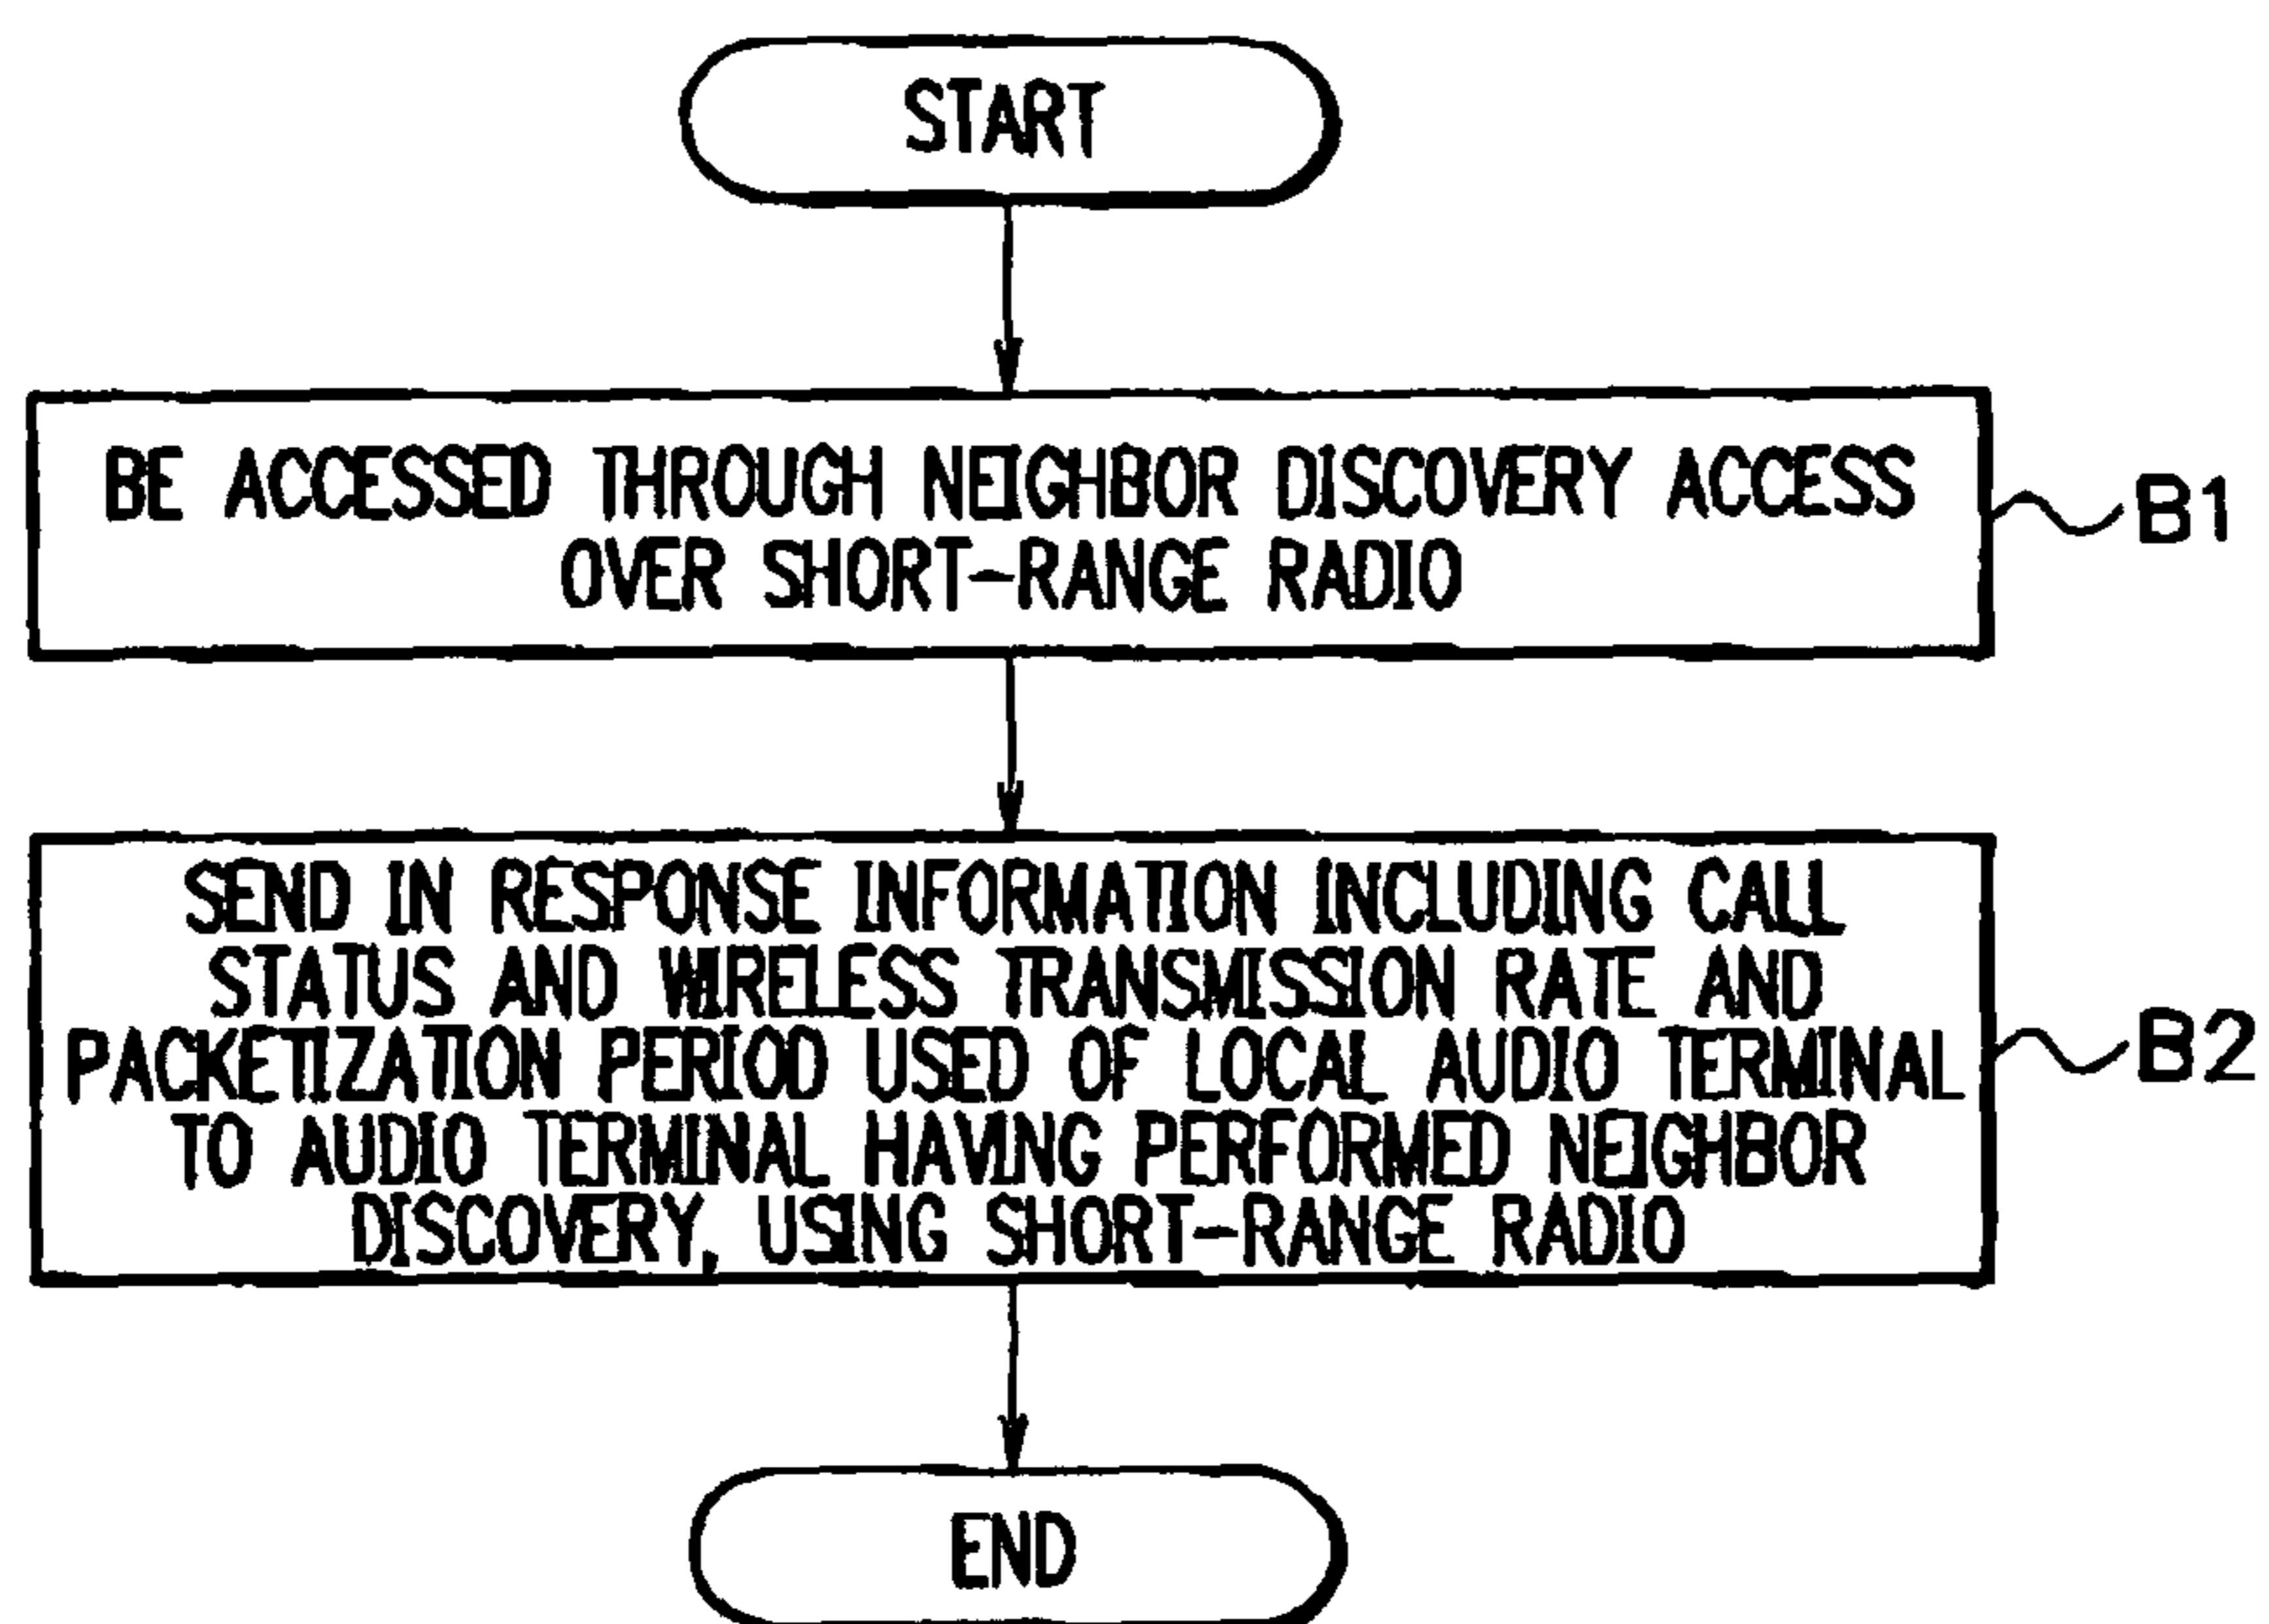 START
BE ACCESSED THROUGH NEIGHBOR DISCOVERY ACCESS
OVER SHORT-RANGE RADIO
B1
SEND IN RESPONSE INFORMATION INCLUDING CALL
STATUS AND WIRELESS TRANSMISSION RATE AND
PACKETIZATION PERIOD USED OF LOCAL AUDIO TERMINAL
TO AUDIO TERMINAL HAVING PERFORMED NEIGHBOR
DISCOVERY, USING SHORT-RANGE RADIO
B2
END